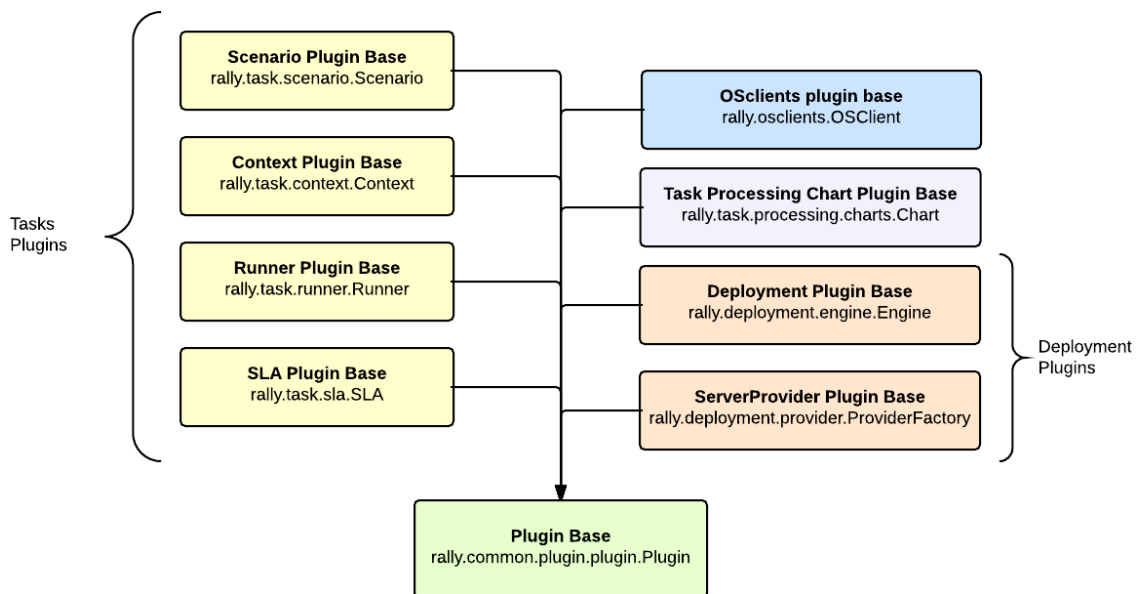 Tasks
Plugins
Scenario Plugin Base
rally.task.scenario.Scenario
Context Plugin Base
rally.task.context.Context
Runner Plugin Base
rally.task.runner.Runner
SLA Plugin Base
rally.task.sla.SLA
OSclients plugin base
rally.osclients.OSClient
Task Processing Chart Plugin Base
rally.task.processing.charts.Chart
Deployment Plugin Base
rally.deployment.engine.Engine
ServerProvider Plugin Base
rally.deployment.provider.ProviderFactory
Deployment
Plugins
Plugin Base
rally.common.plugin.plugin.Plugin